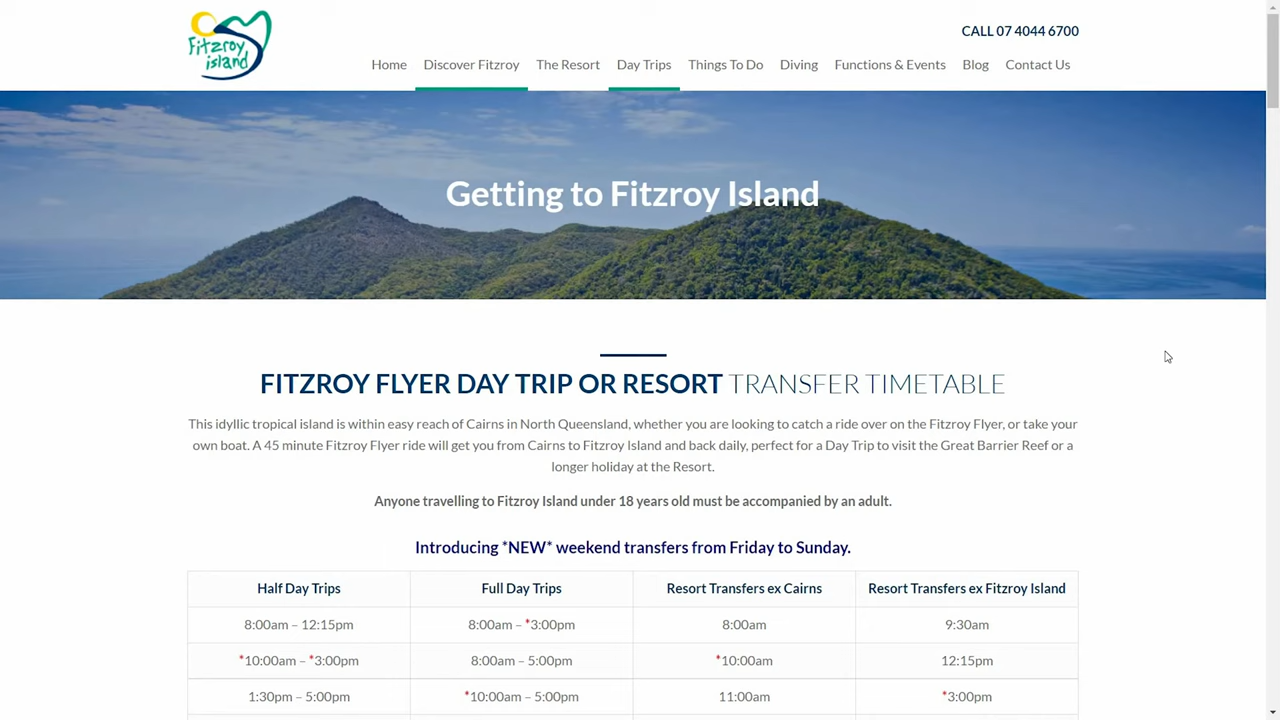 Fitzroy
island
CALL 07 4044 6700
Home Discover Fitzroy The Resort Day Trips Things To Do Diving Functions & Events Blog Contact Us
Getting to Fitzroy Island
FITZROY FLYER DAY TRIP OR RESORT TRANSFER TIMETABLE
This idyllic tropical island is within easy reach of Cairns in North Queensland, whether you are looking to catch a ride over on the Fitzroy Flyer, or take your
own boat. A 45 minute Fitzroy Flyer ride will get you from Cairns to Fitzroy Island and back daily, perfect for a Day Trip to visit the Great Barrier Reef or a
longer holiday at the Resort.
Anyone travelling to Fitzroy Island under 18 years old must be accompanied by an adult.
Introducing *NEW* weekend transfers from Friday to Sunday.
Half Day Trips Full Day Trips Resort Transfers ex Cairns Resort Transfers ex Fitzroy Island
8:00am – 12:15pm 8:00am – *3:00pm 8:00am 9:30am
*10:00am – *3:00pm 8:00am – 5:00pm *10:00am 12:15pm
1:30pm – 5:00pm *10:00am – 5:00pm 11:00am *3:00pm